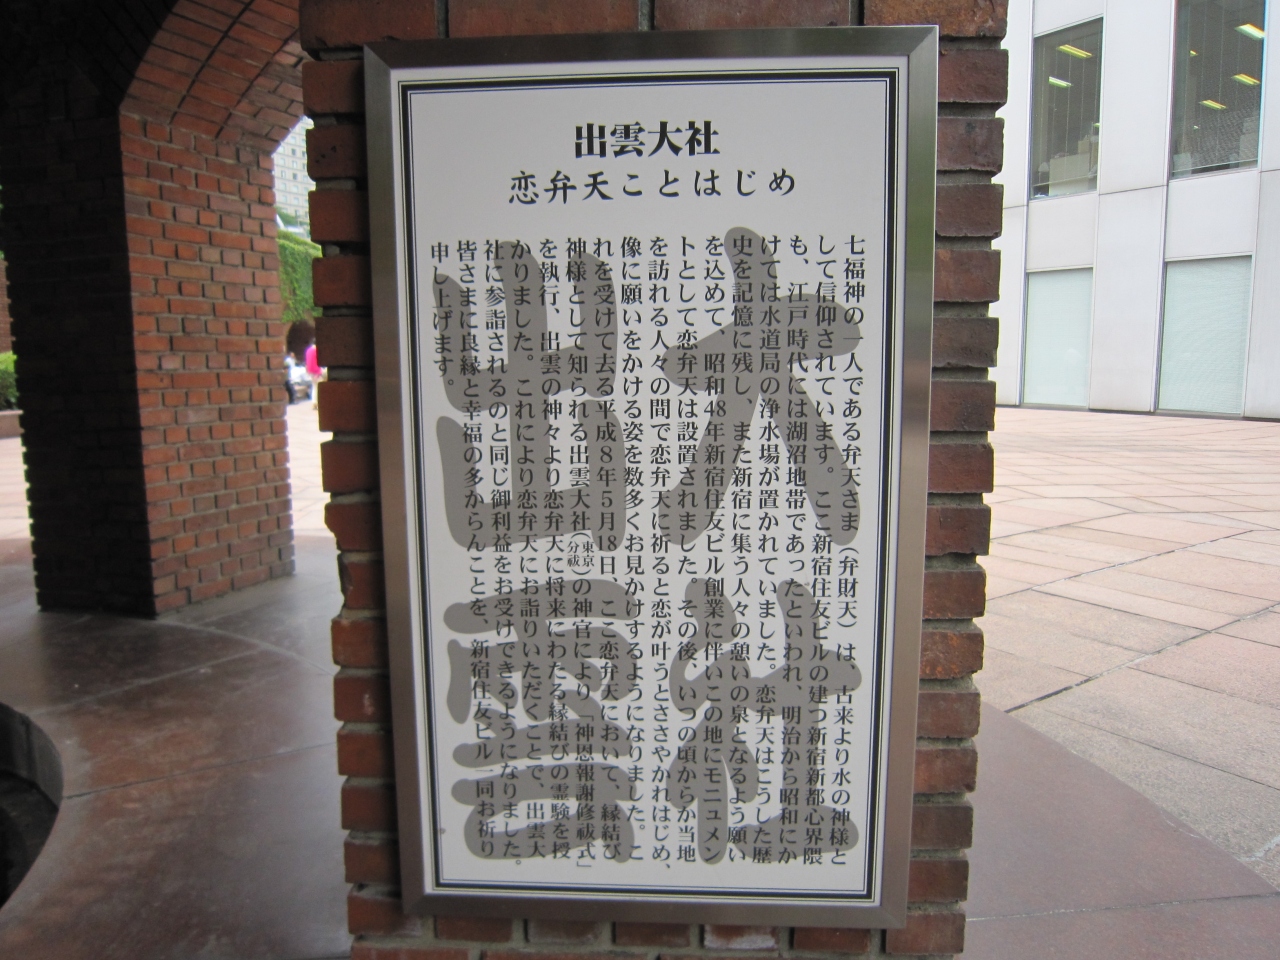 出雲大社
恋弁天ことはじめ
七福神の一人である弁天さま（弁財天）は、古来より水の神様と
して信仰されています。ここ新宿住友ビルの建つ新宿新都心界隈
も、江戸時代には湖沼地帯であったといわれ、明治から昭和にか
けては水道局の浄水場が置かれていました。恋弁天はこうした歴
史を記憶に残し、また新宿に集う人々の憩いの泉となるよう願い
を込めて、昭和48年新宿住友ビル創業に伴いこの地にモニュメン
トとして恋弁天は設置されました。その後、いつの頃からか当地
を訪れる人々の間で恋弁天に祈ると恋が叶うとささやかれはじめ、
像に願いをかける姿を数多くお見かけするようになりました。こ
れを受けて去る平成8年5月18日、ここ恋弁天において、縁結び
神様として知られる出雲大社（東京分祠）の神官により「神恩報謝修祓式」
を執行、出雲の神々より恋弁天に将来にわたる縁結びの霊験を授
かりました。これにより恋弁天にお詣りいただくことで、出雲大
社に参詣されるのと同じ御利益をお受けできるようになりました。
皆さまに良縁と幸福の多からんことを、新宿住友ビル一同お祈り
申し上げます。
大社
出雲